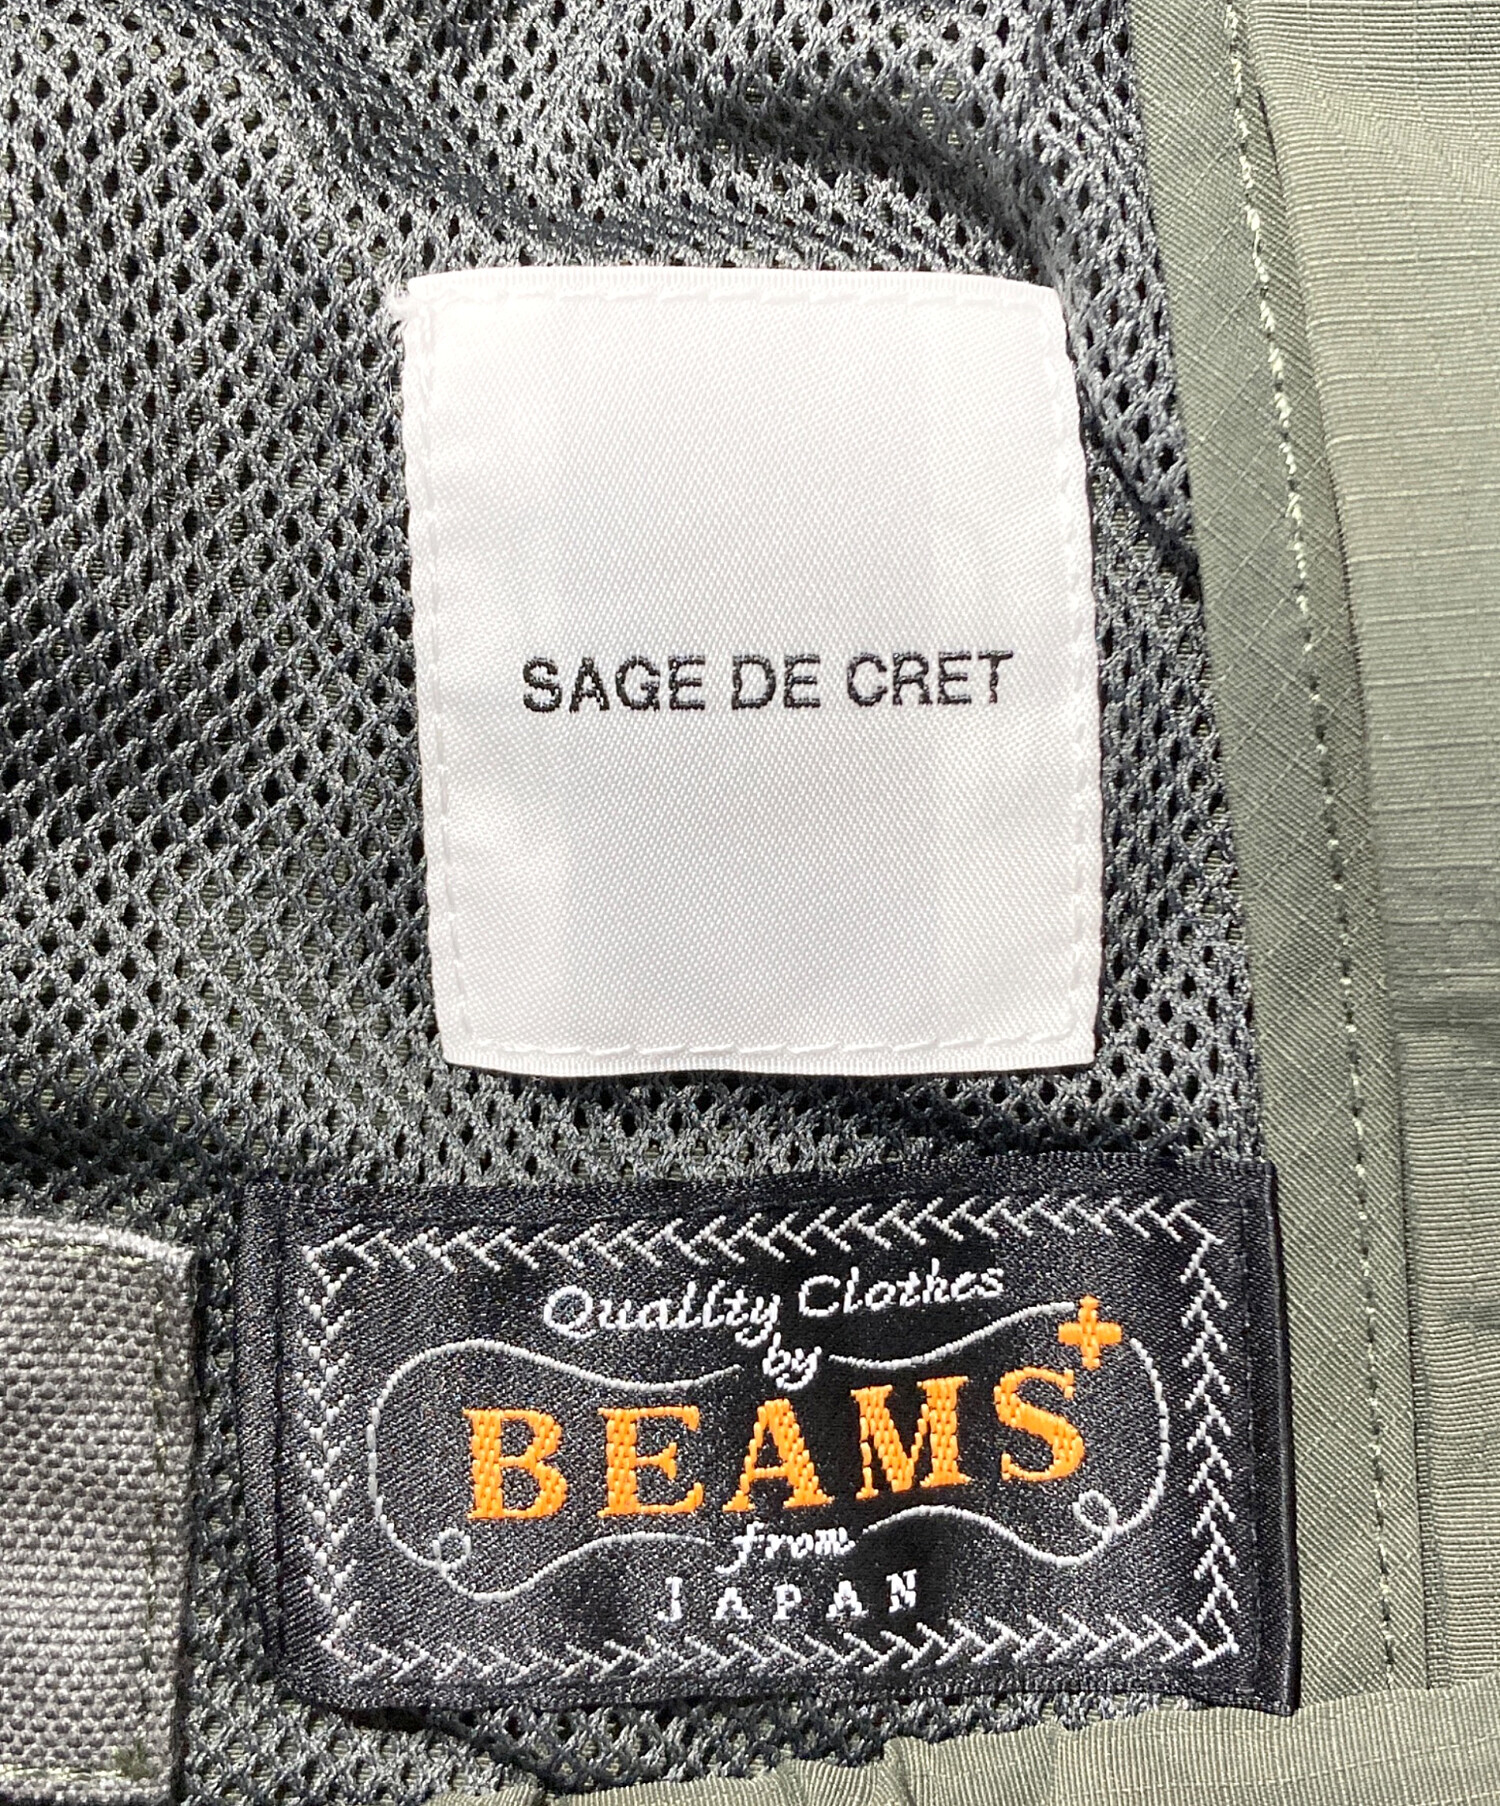 SAGE DE CRET
Quality Clothes
by
BEAMS+
from
JAPAN